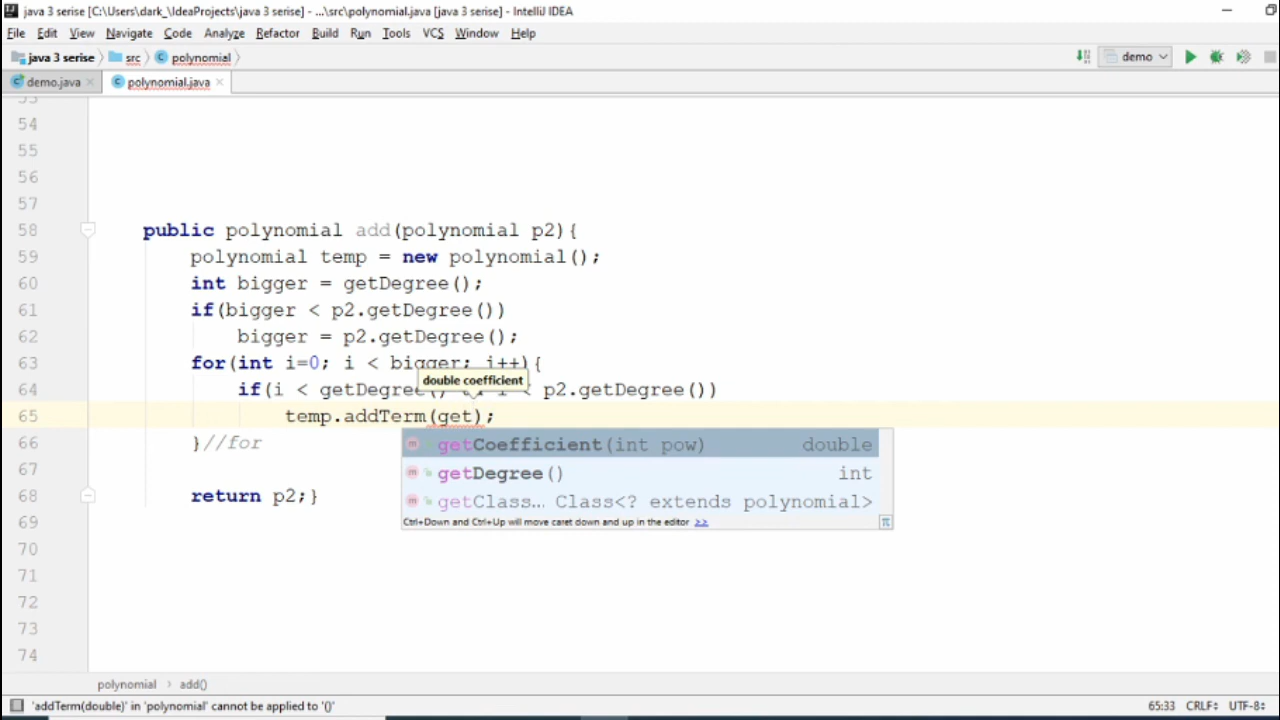 java 3 serise [C:\Users\dark_\IdeaProjects\java 3 serise] - ...\src\polynomial.java [java 3 serise] - IntelliJ IDEA
File Edit View Navigate Code Analyze Refactor Build Run Tools VCS Window Help
java 3 serise src polynomial demo
demo.java polynomial.java
53
54
55
56
57
58 public polynomial add(polynomial p2){
59 polynomial temp = new polynomial();
60 int bigger = getDegree();
61 if(bigger < p2.getDegree())
62 bigger = p2.getDegree();
63 for(int i=0; i < bigger; i++){
double coefficient
64 if(i < getDegree() i < p2.getDegree())
65 temp.addTerm(get);
66 }//for
getCoefficient(int pow) double
67 getDegree() int
68 return p2;}
getClass… Class<? extends polynomial>
69 Ctrl+Down and Ctrl+Up will move caret down and up in the editor >>
70
71
72
73
74
polynomial add()
'addTerm(double)' in 'polynomial' cannot be applied to '()' 65:33 CRLF UTF-8